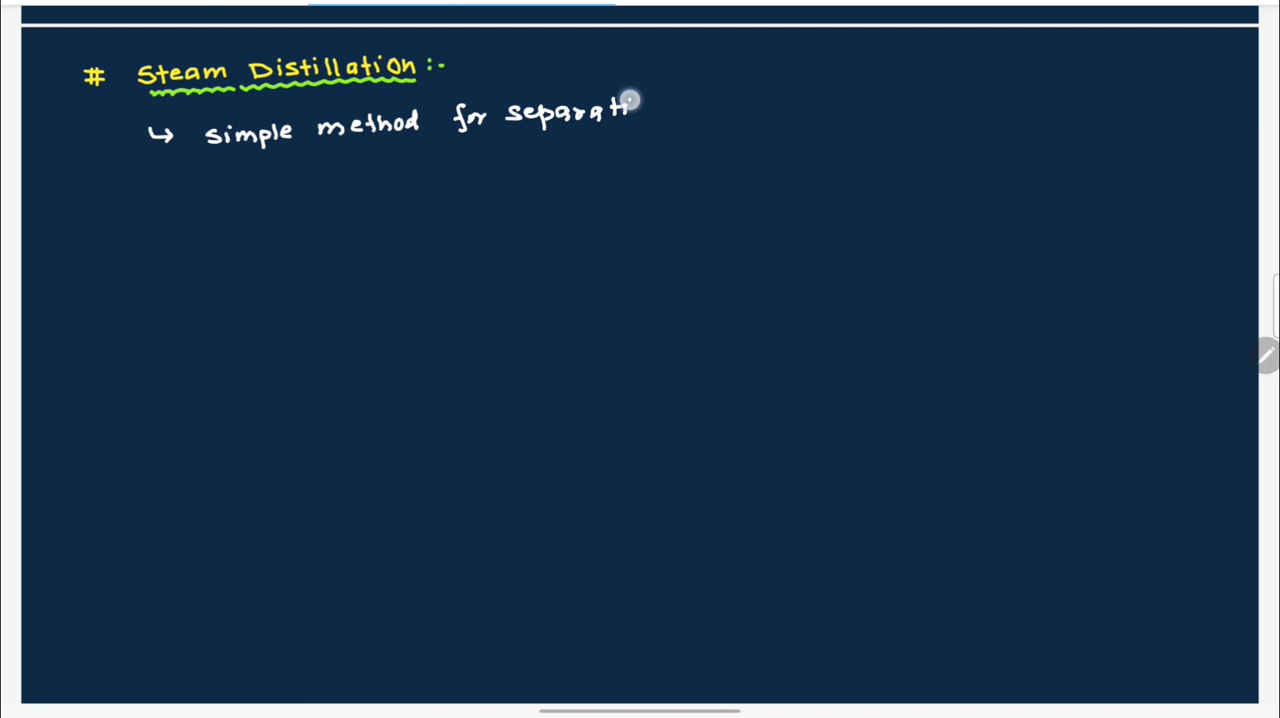 # Steam Distillation :-
↳ simple method for separati